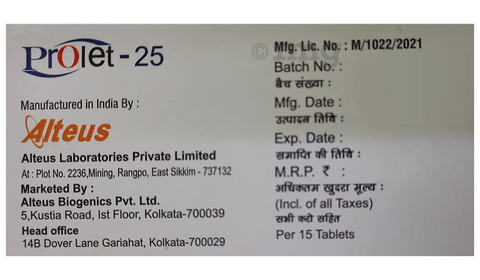 Prolet - 25
Manufactured in India By :
Alteus
Alteus Laboratories Private Limited
At : Plot No. 2236,Mining, Rangpo, East Sikkim - 737132
Marketed By :
Alteus Biogenics Pvt. Ltd.
5,Kustia Road, Ist Floor, Kolkata-700039
Head office
14B Dover Lane Gariahat, Kolkata-700029
Mfg. Lic. No. : M/1022/2021
Batch No. :
बैच संख्या :
Mfg. Date :
उत्पादन तिथि :
Exp. Date :
समाप्ति की तिथि :
M.R.P. ₹ :
अधिकतम खुदरा मूल्य :
(Incl. of all Taxes)
सभी करो सहित
Per 15 Tablets